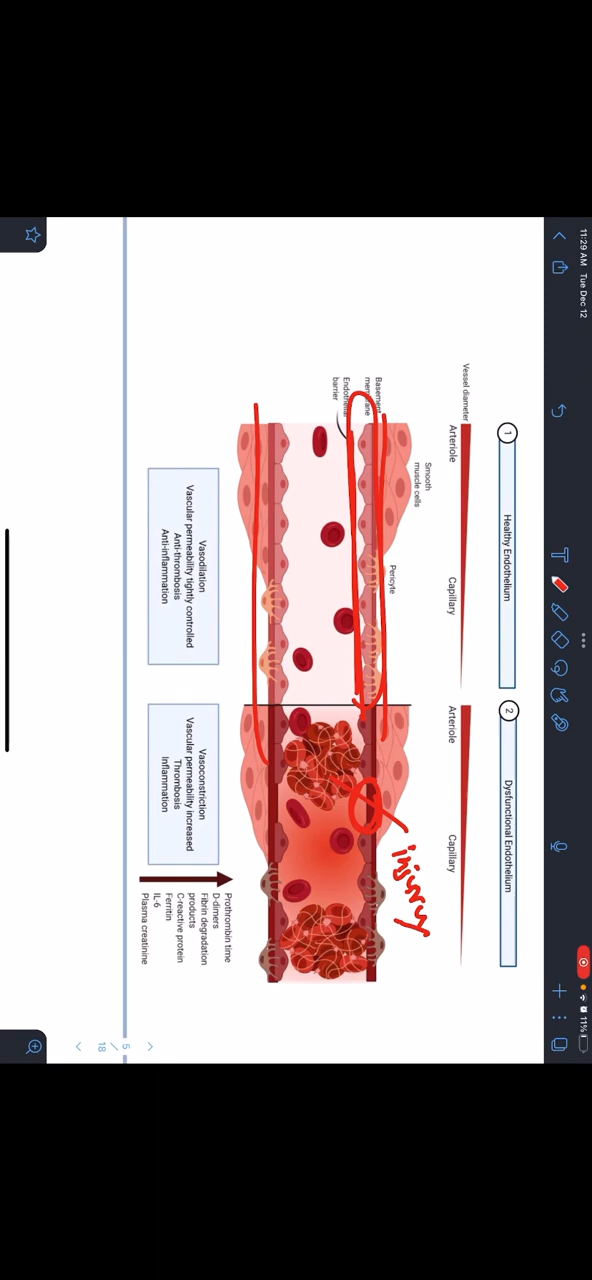 11:29 AM Tue Dec 12
11%
1
Healthy Endothelium
2
Dysfunctional Endothelium
Vessel diameter
Arteriole
Capillary
Arteriole
Capillary
Smooth
muscle cells
Pericyte
Basement
membrane
Endothelial
barrier
injury
Vasodilation
Vascular permeability tightly controlled
Anti-thrombosis
Anti-inflammation
Vasoconstriction
Vascular permeability increased
Thrombosis
Inflammation
Prothrombin time
D-dimers
Fibrin degradation
products
C-reactive protein
Ferritin
IL-6
Plasma creatinine
5 / 18